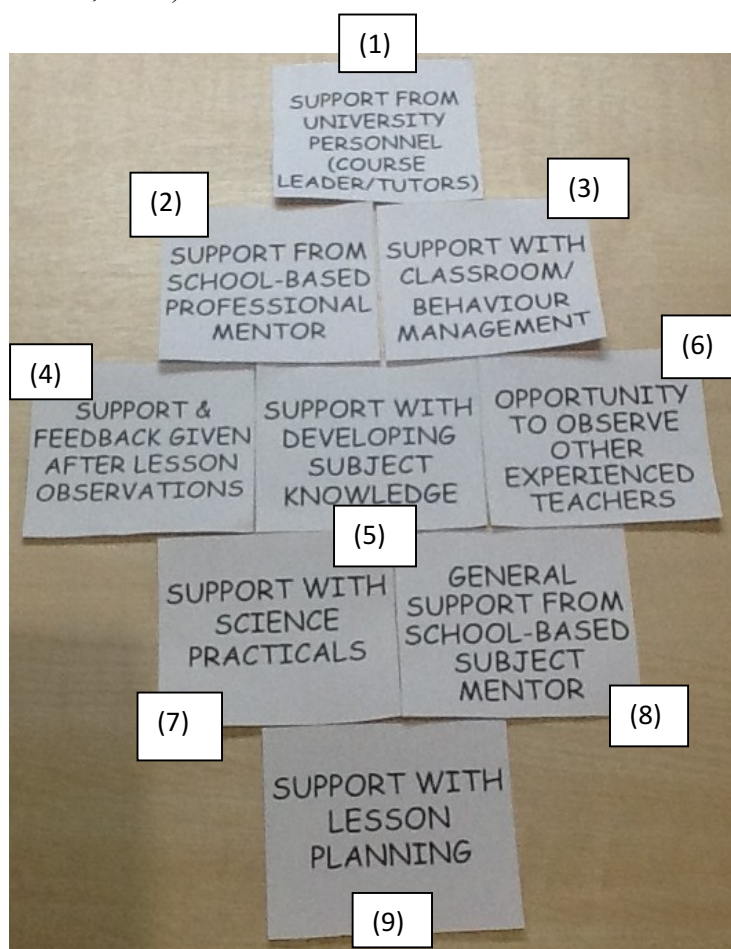 (1)
SUPPORT FROM
UNIVERSITY
PERSONNEL
(COURSE
LEADER/TUTORS)
(2)
SUPPORT FROM
SCHOOL-BASED
PROFESSIONAL
MENTOR
(3)
SUPPORT WITH
CLASSROOM/
BEHAVIOUR
MANAGEMENT
(4)
SUPPORT &
FEEDBACK GIVEN
AFTER LESSON
OBSERVATIONS
SUPPORT WITH
DEVELOPING
SUBJECT
KNOWLEDGE
(5)
(6)
OPPORTUNITY
TO OBSERVE
OTHER
EXPERIENCED
TEACHERS
SUPPORT WITH
SCIENCE
PRACTICALS
(7)
GENERAL
SUPPORT FROM
SCHOOL-BASED
SUBJECT
MENTOR
(8)
SUPPORT WITH
LESSON
PLANNING
(9)